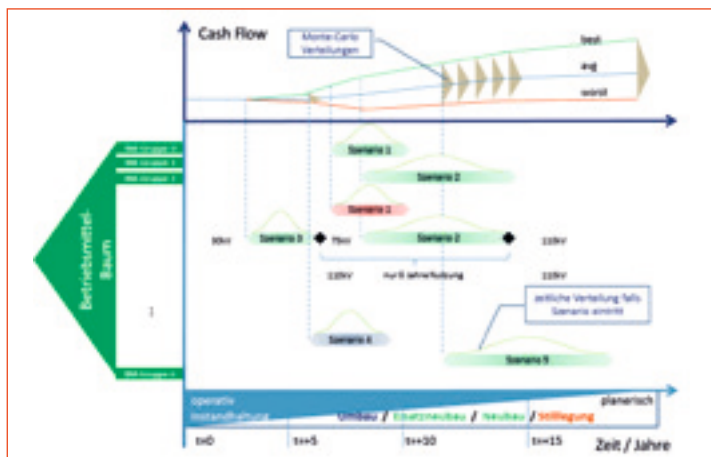 Cash Flow
Monte-Carlo
Verteilungen
best
avg
worst
Szenario 1
Szenario 2
Szenario 1
Szenario 3
Szenario 2
110kV
110kV
110kV
Betriebsmittel-
Baum
zeitliche Verteilung falls
Szenario eintritt
Szenario 4
Szenario 5
operativ
Instandhaltung
planerisch
Umbau / Ersatzneubau / Neubau / Stilllegung
t=0
t=+5
t=+10
t=+15
Zeit / Jahre